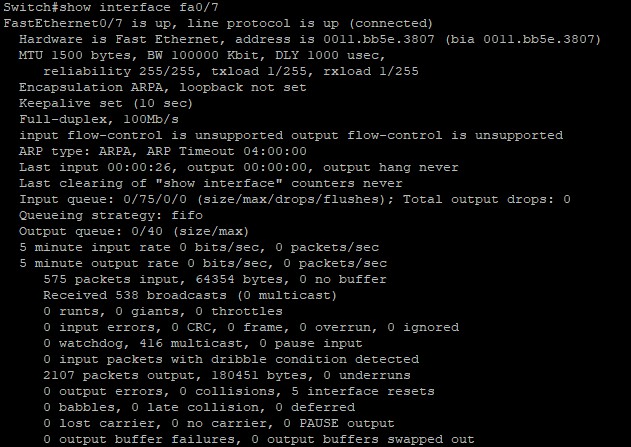 Switch#show interface fa0/7
FastEthernet0/7 is up, line protocol is up (connected)
Hardware is Fast Ethernet, address is 0011.bb5e.3807 (bia 0011.bb5e.3807)
MTU 1500 bytes, BW 100000 Kbit, DLY 1000 usec,
reliability 255/255, txload 1/255, rxload 1/255
Encapsulation ARPA, loopback not set
Keepalive set (10 sec)
Full-duplex, 100Mb/s
input flow-control is unsupported output flow-control is unsupported
ARP type: ARPA, ARP Timeout 04:00:00
Last input 00:00:26, output 00:00:00, output hang never
Last clearing of "show interface" counters never
Input queue: 0/75/0/0 (size/max/drops/flushes); Total output drops: 0
Queueing strategy: fifo
Output queue: 0/40 (size/max)
5 minute input rate 0 bits/sec, 0 packets/sec
5 minute output rate 0 bits/sec, 0 packets/sec
575 packets input, 64354 bytes, 0 no buffer
Received 538 broadcasts (0 multicast)
0 runts, 0 giants, 0 throttles
0 input errors, 0 CRC, 0 frame, 0 overrun, 0 ignored
0 watchdog, 416 multicast, 0 pause input
0 input packets with dribble condition detected
2107 packets output, 180451 bytes, 0 underruns
0 output errors, 0 collisions, 5 interface resets
0 babbles, 0 late collision, 0 deferred
0 lost carrier, 0 no carrier, 0 PAUSE output
0 output buffer failures, 0 output buffers swapped out